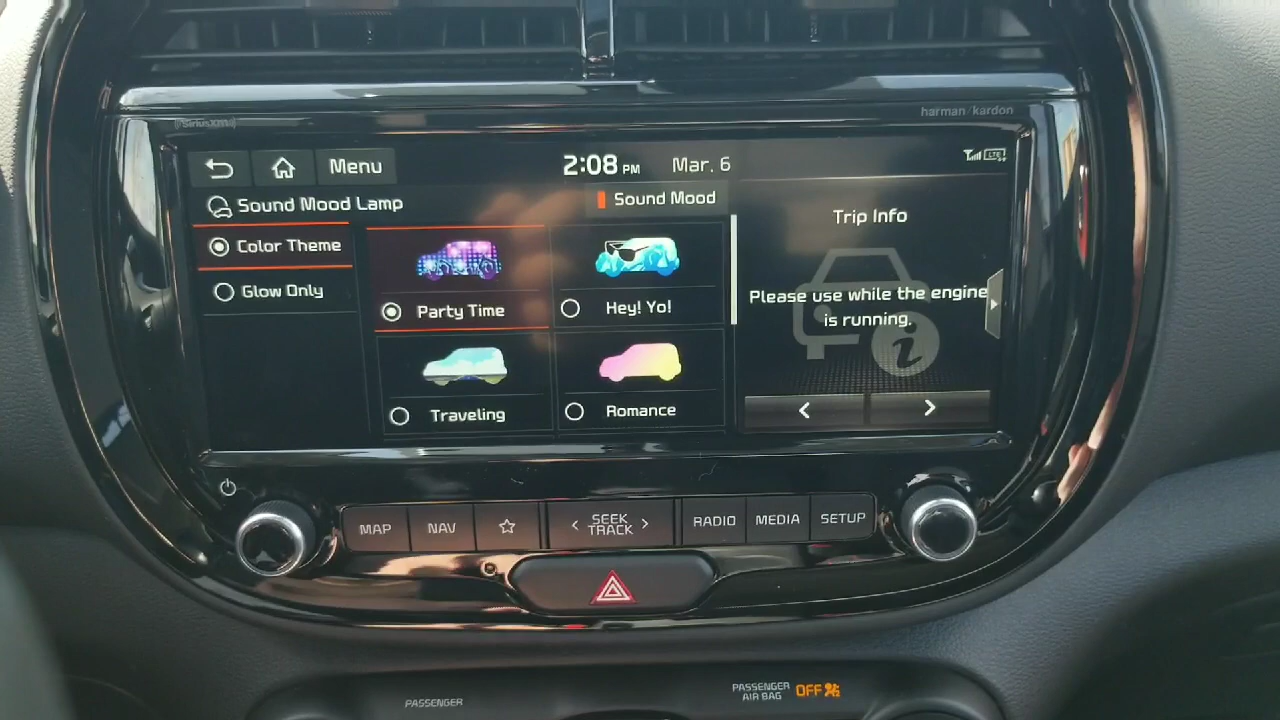 harman/kardon
((SiriusXM))
Menu
2:08 PM
Mar. 6
LTE
Sound Mood Lamp
Sound Mood
Color Theme
Glow Only
Party Time
Hey! Yo!
Traveling
Romance
Trip Info
Please use while the engine
is running.
MAP
NAV
SEEK
TRACK
RADIO
MEDIA
SETUP
PASSENGER
PASSENGER
AIR BAG
OFF